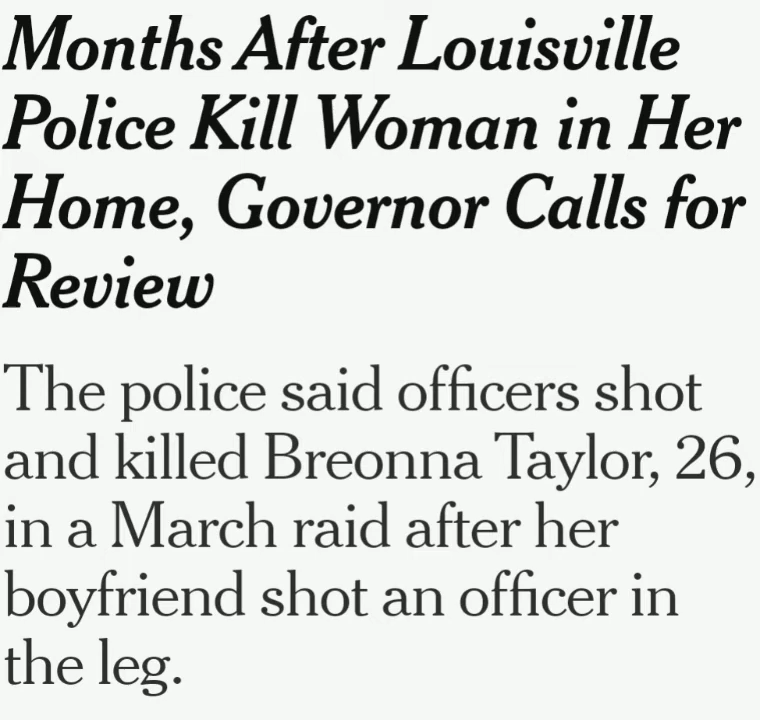 Months After Louisville
Police Kill Woman in Her
Home, Governor Calls for
Review
The police said officers shot
and killed Breonna Taylor, 26,
in a March raid after her
boyfriend shot an officer in
the leg.